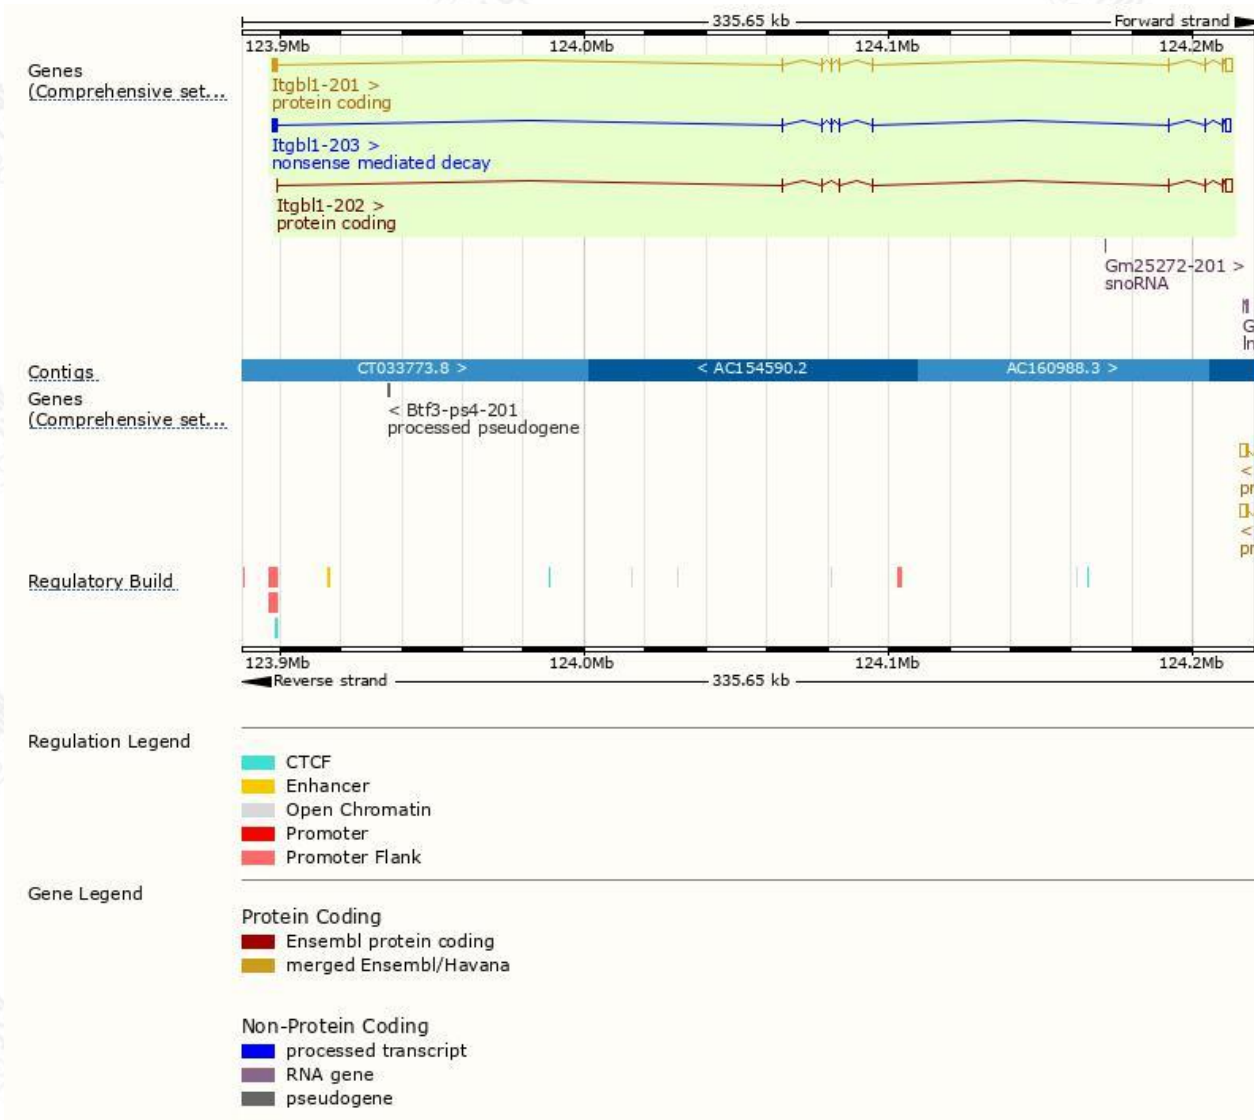 335.65 kb Forward strand
123.9Mb 124.0Mb 124.1Mb 124.2Mb
Genes
(Comprehensive set...
Itgbl1-201 >
protein coding
Itgbl1-203 >
nonsense mediated decay
Itgbl1-202 >
protein coding
Gm25272-201 >
snoRNA
G
ln
Contigs
CT033773.8 > < AC154590.2 AC160988.3 >
Genes
(Comprehensive set...
< Btf3-ps4-201
processed pseudogene
<
pr
<
pr
Regulatory Build
123.9Mb 124.0Mb 124.1Mb 124.2Mb
Reverse strand 335.65 kb
Regulation Legend
CTCF
Enhancer
Open Chromatin
Promoter
Promoter Flank
Gene Legend
Protein Coding
Ensembl protein coding
merged Ensembl/Havana
Non-Protein Coding
processed transcript
RNA gene
pseudogene